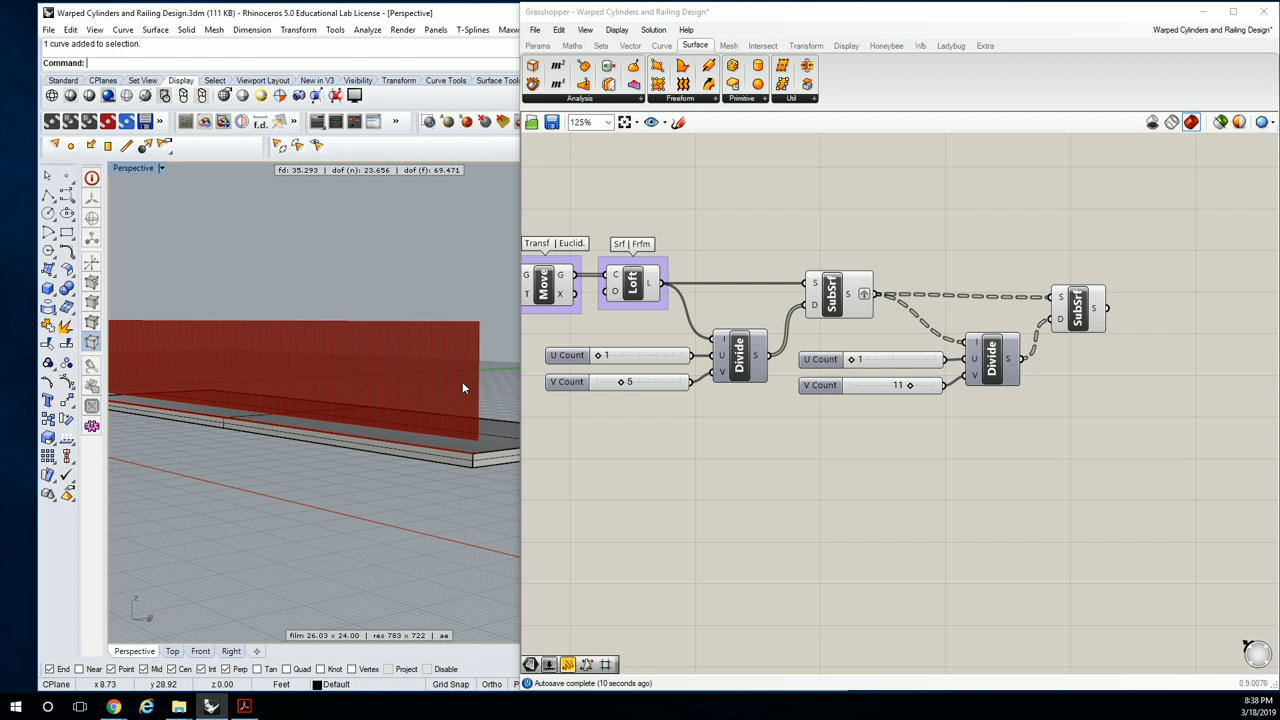 Warped Cylinders and Railing Design.3dm (111 KB) - Rhinoceros 5.0 Educational Lab License - [Perspective]
File Edit View Curve Surface Solid Mesh Dimension Transform Tools Analyze Render Panels T-Splines Maxw
1 curve added to selection.
Command:
Standard CPlanes Set View Display Select Viewport Layout New in V3 Visibility Transform Curve Tools Surface Tools
f.d.
Perspective
fd: 35.293 | dof (n): 23.656 | dof (f): 69.471
z
y
film 26.03 x 24.00 | res 783 x 722 | ae
Perspective Top Front Right
End Near Point Mid Cen Int Perp Tan Quad Knot Vertex Project Disable
CPlane x 8.73 y 28.92 z 0.00 Feet Default Grid Snap Ortho P
Grasshopper - Warped Cylinders and Railing Design*
File Edit View Display Solution Help
Warped Cylinders and Railing Design*
Params Maths Sets Vector Curve Surface Mesh Intersect Transform Display Honeybee Wb Ladybug Extra
m²
m³
Analysis Freeform Primitive Util
125%
Transf | Euclid. Srf | Frfm
G T Move G X
C O Loft L
S D SubSrf S
S D SubSrf S
I U V Divide S
I U V Divide S
U Count 1
V Count 5
U Count 1
V Count 11
Autosave complete (10 seconds ago)
0.9.0076
8:38 PM
3/18/2019